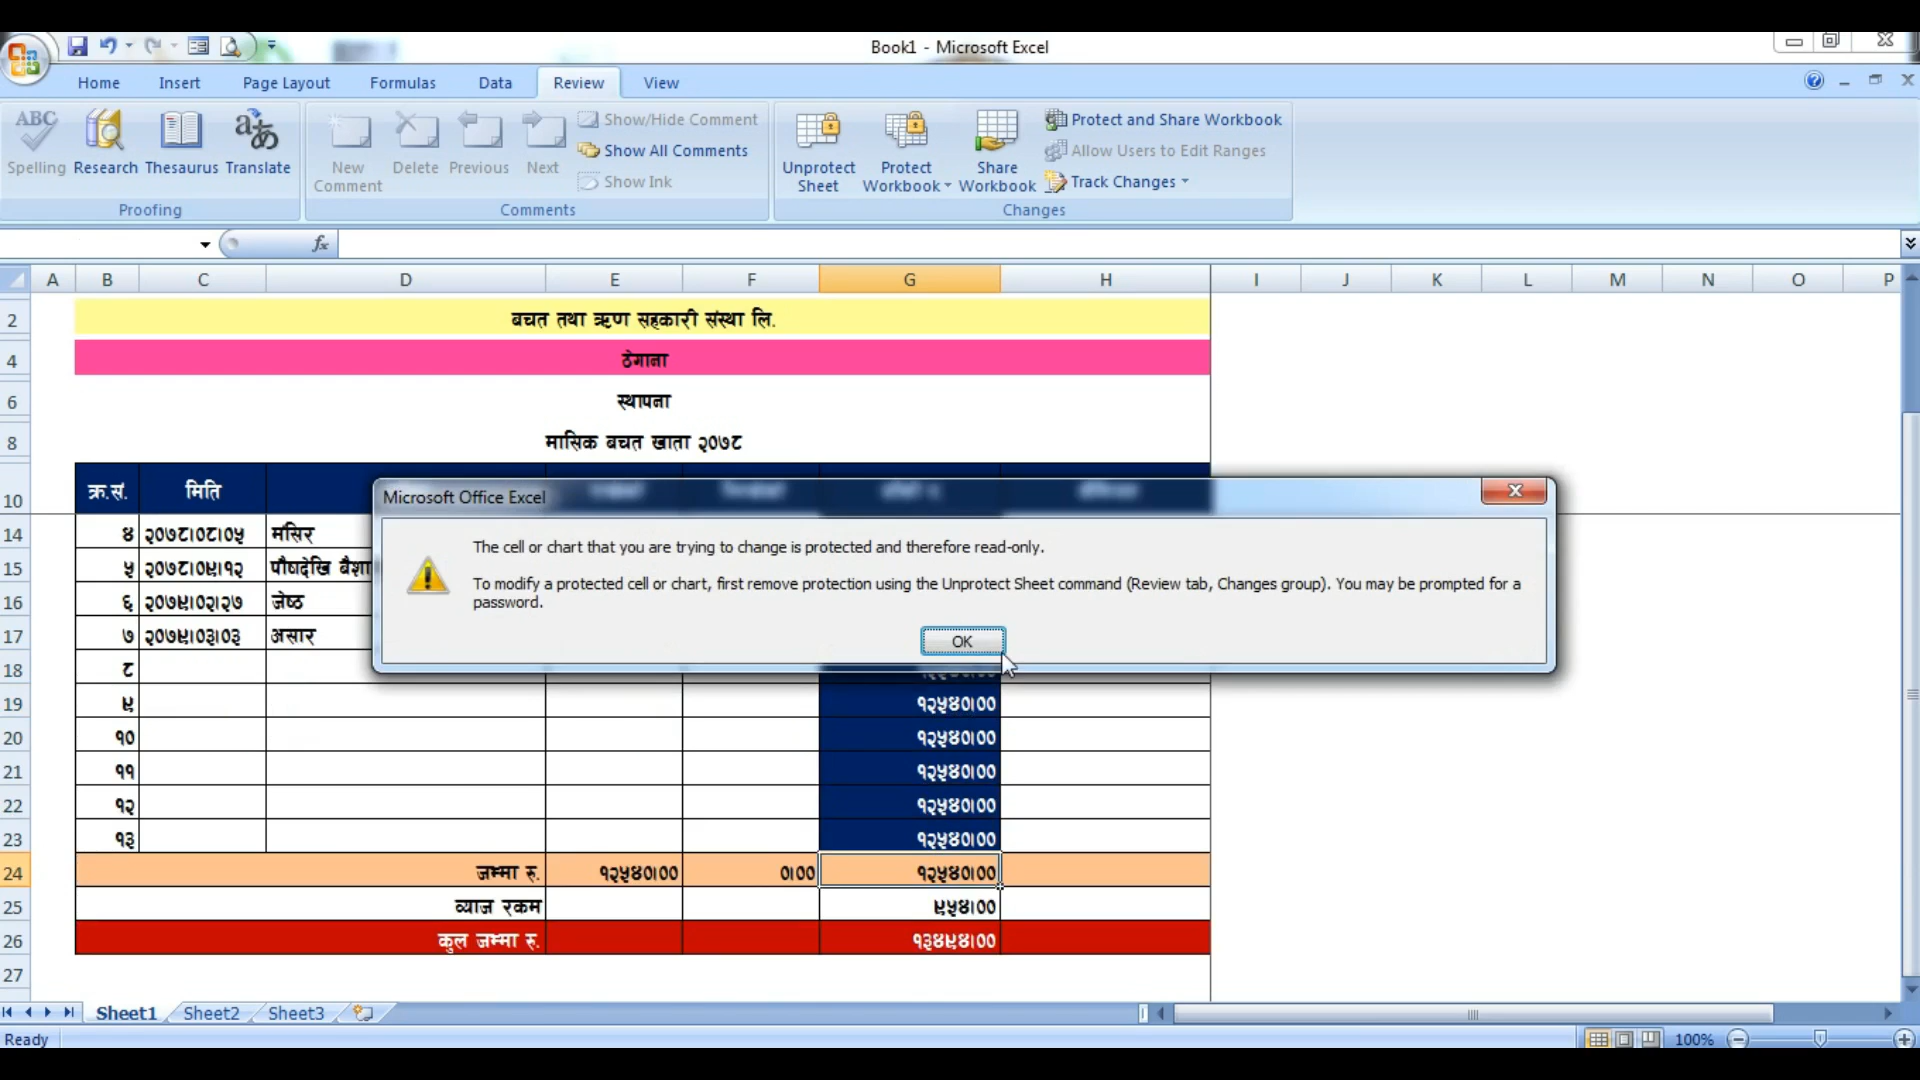 Book1 - Microsoft Excel
Home Insert Page Layout Formulas Data Review View
ABC
Spelling Research Thesaurus Translate
Proofing
New Comment Delete Previous Next
Show/Hide Comment
Show All Comments
Show Ink
Comments
Unprotect Sheet Protect Workbook Share Workbook
Protect and Share Workbook
Allow Users to Edit Ranges
Track Changes
Changes
fx
A B C D E F G H I J K L M N O P
2 बचत तथा ऋण सहकारी संस्था लि.
4 ठेगाना
6 स्थापना
8 मासिक बचत खाता २०७८
10 क्र.सं. मिति
Microsoft Office Excel
The cell or chart that you are trying to change is protected and therefore read-only.
To modify a protected cell or chart, first remove protection using the Unprotect Sheet command (Review tab, Changes group). You may be prompted for a
password.
OK
14 ४ २०७८।०८।०५ मंसिर
15 ५ २०७८।०९।१२ पौषदेखि
16 ६ २०७९।०२।२७ जेष्ठ
17 ७ २०७९।०३।०३ असार
18 ८
19 ९ १२५४०।००
20 १० १२५४०।००
21 ११ १२५४०।००
22 १२ १२५४०।००
23 १३ १२५४०।००
24 जम्मा रु. १२५४०।०० ०।०० १२५४०।००
25 व्याज रकम ९५४।००
26 कुल जम्मा रु. १३४९४।००
27
Sheet1 Sheet2 Sheet3
Ready 100%